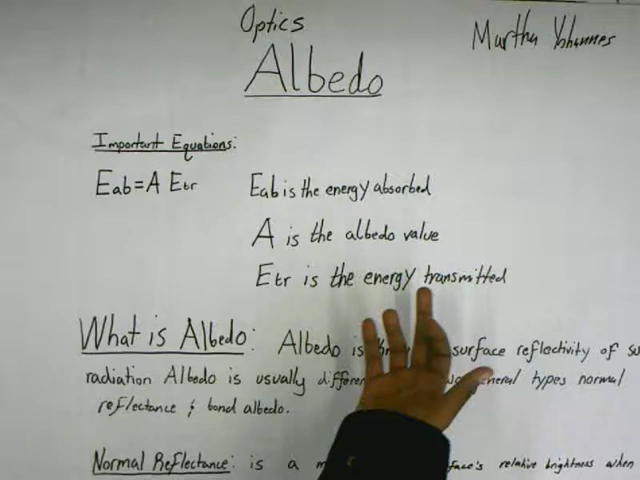 Optics
Martha Yohannes
Albedo
Important Equations:
Eab=A Etr
Eab is the energy absorbed
A is the albedo value
Etr is the energy transmitted
What is Albedo: Albedo is surface reflectivity of
radiation Albedo is usually general types normal
reflectance & bond albedo.
Normal Reflectance: is a relative brightness when